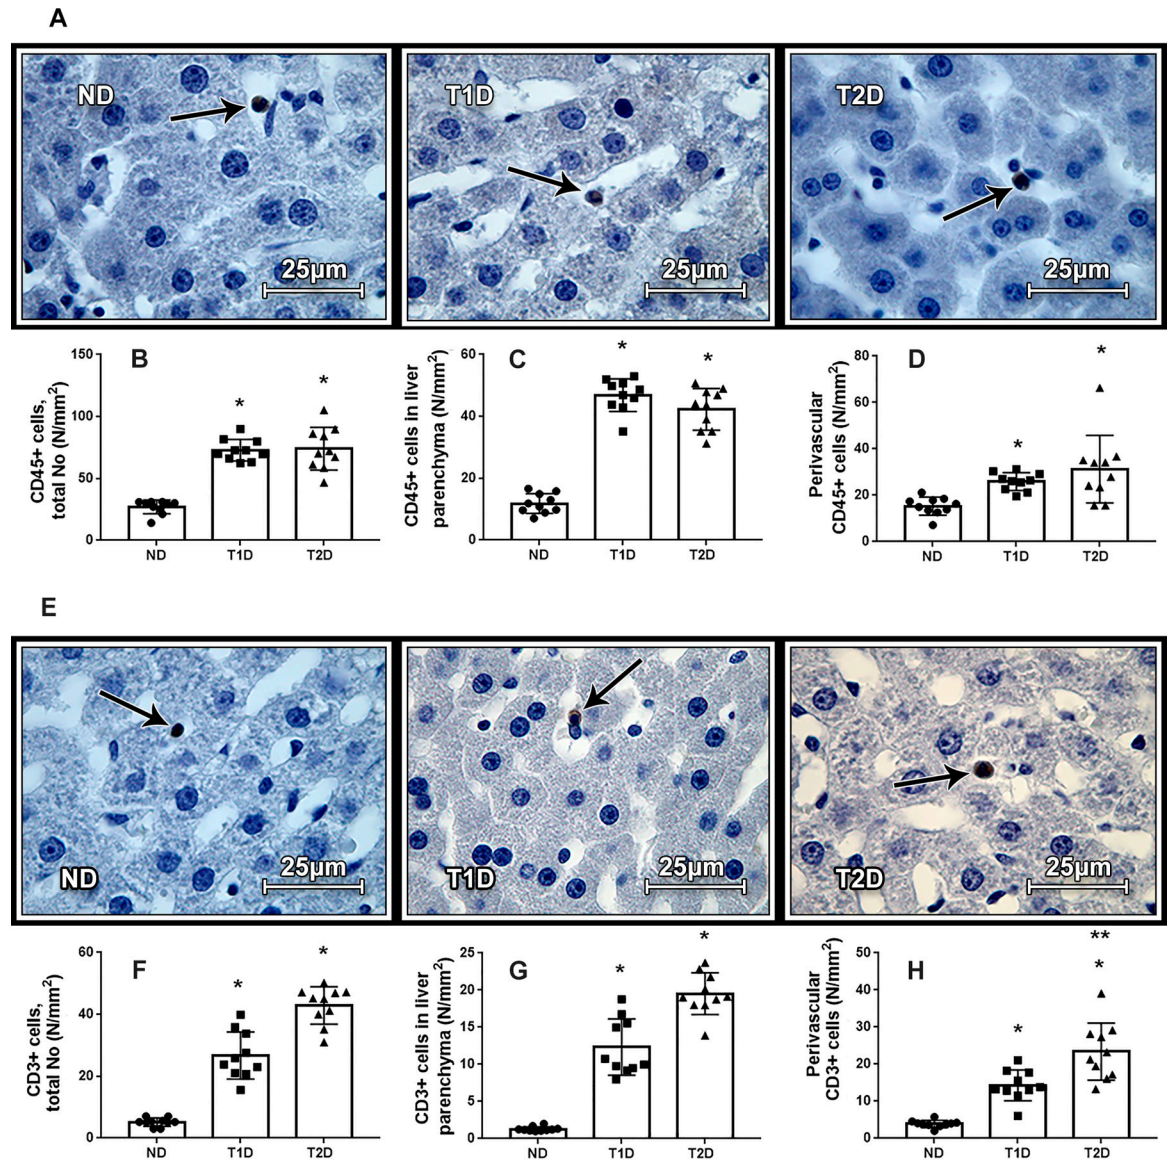 A
ND
T1D
T2D
25µm
25µm
25µm
B
CD45+ cells,
total No (N/mm²)
150
100
50
0
*
*
ND
T1D
T2D
C
CD45+ cells in liver
parenchyma (N/mm²)
60
40
20
0
*
*
ND
T1D
T2D
D
Perivascular
CD45+ cells (N/mm²)
80
60
40
20
0
*
*
ND
T1D
T2D
E
ND
T1D
T2D
25µm
25µm
25µm
F
CD3+ cells,
total No (N/mm²)
60
40
20
0
*
*
ND
T1D
T2D
G
CD3+ cells in liver
parenchyma (N/mm²)
25
20
15
10
5
0
*
*
ND
T1D
T2D
H
Perivascular
CD3+ cells (N/mm²)
50
40
30
20
10
0
*
**
*
ND
T1D
T2D